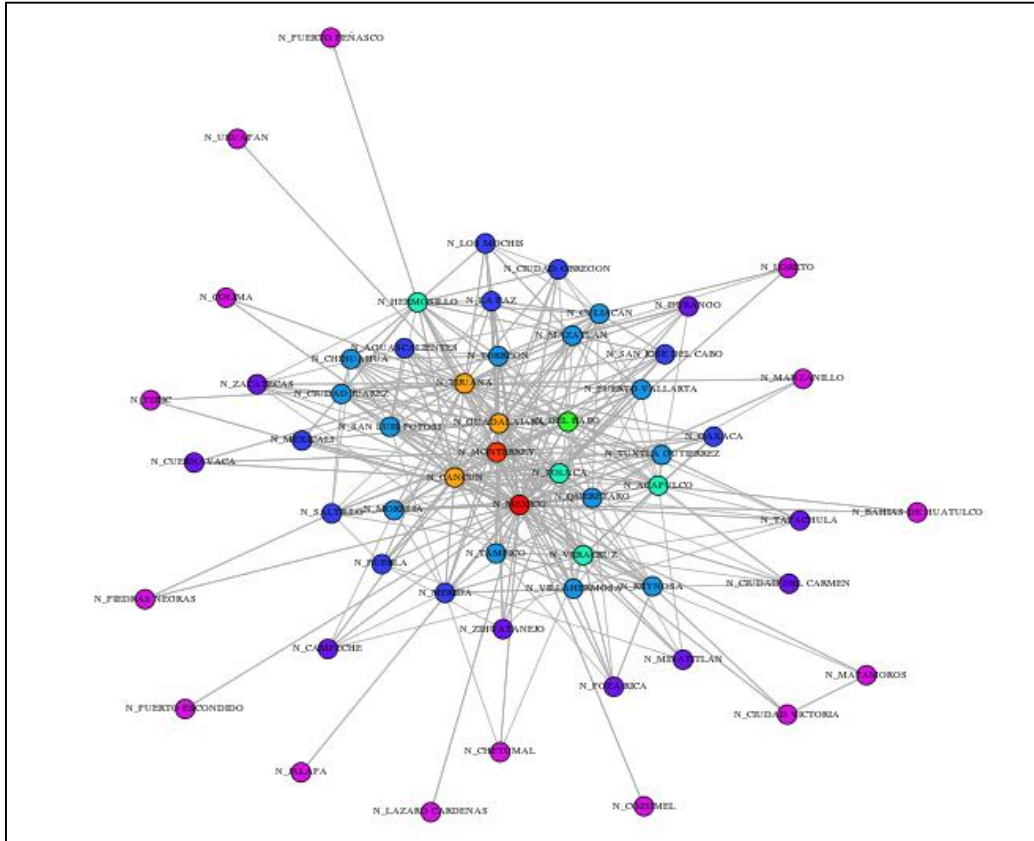 N_PUERTO PEÑASCO
N_URUAPAN
N_LOS MOCHIS
N_CIUDAD OBREGON
N_LORETO
N_COLIMA
N_HERMOSILLO
N_LA PAZ
N_DURANGO
N_CULIACAN
N_MAZATLAN
N_AGUASCALIENTES
N_CHIHUAHUA
N_TORREON
N_SAN JOSE DEL CABO
N_ZACATECAS
N_TIJUANA
N_MANZANILLO
N_CIUDAD JUAREZ
N_PUERTO VALLARTA
N_TEPIC
N_GUADALAJARA
DEL BAJIO
N_SAN LUIS POTOSI
N_MEXICALI
N_OAXACA
N_MONTERREY
N_TUXTLA GUTIERREZ
N_CUERNAVACA
N_TOLUCA
N_CANCUN
N_ACAPULCO
N_QUERETARO
N_MEXICO
N_SALTILLO
N_MORELIA
N_BAHIAS DE HUATULCO
N_TAPACHULA
N_TAMPICO
N_VERACRUZ
N_PUEBLA
N_CIUDAD DEL CARMEN
N_VILLAHERMOSA
N_REYNOSA
N_MERIDA
N_PIEDRAS NEGRAS
N_ZIHUATANEJO
N_CAMPECHE
N_MINATITLAN
N_MATAMOROS
N_POZA RICA
N_PUERTO ESCONDIDO
N_CIUDAD VICTORIA
N_CHETUMAL
N_JALAPA
N_COZUMEL
N_LAZARO CARDENAS